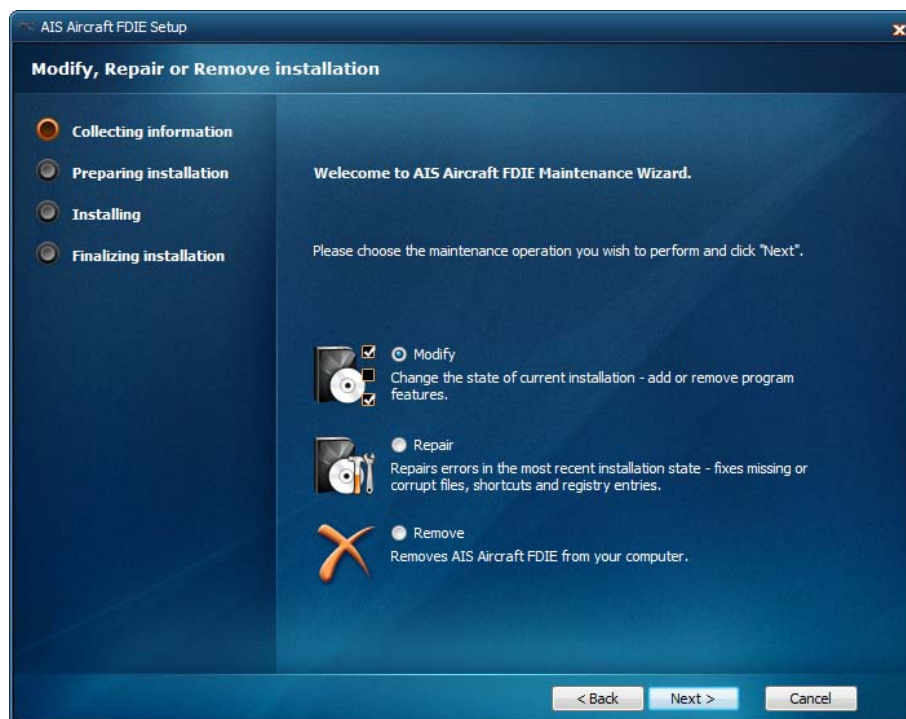 AIS Aircraft FDIE Setup
Modify, Repair or Remove installation
Collecting information
Preparing installation
Installing
Finalizing installation
Welecome to AIS Aircraft FDIE Maintenance Wizard.
Please choose the maintenance operation you wish to perform and click "Next".
Modify
Change the state of current installation - add or remove program
features.
Repair
Repairs errors in the most recent installation state - fixes missing or
corrupt files, shortcuts and registry entries.
Remove
Removes AIS Aircraft FDIE from your computer.
< Back
Next >
Cancel